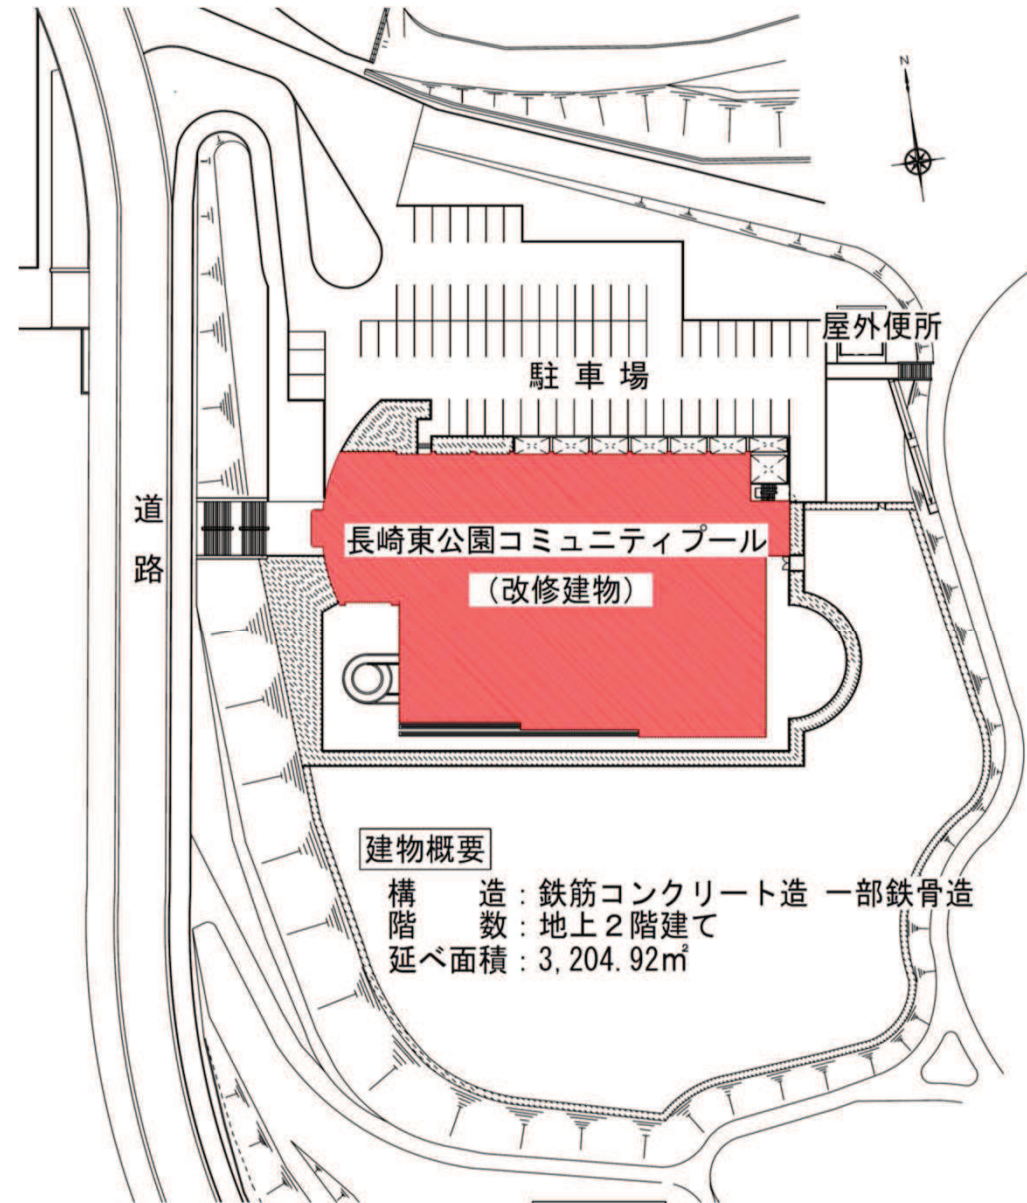 N
屋外便所
駐車場
道路
長崎東公園コミュニティプール
（改修建物）
建物概要
構　　造：鉄筋コンクリート造 一部鉄骨造
階　　数：地上２階建て
延べ面積：3,204.92㎡